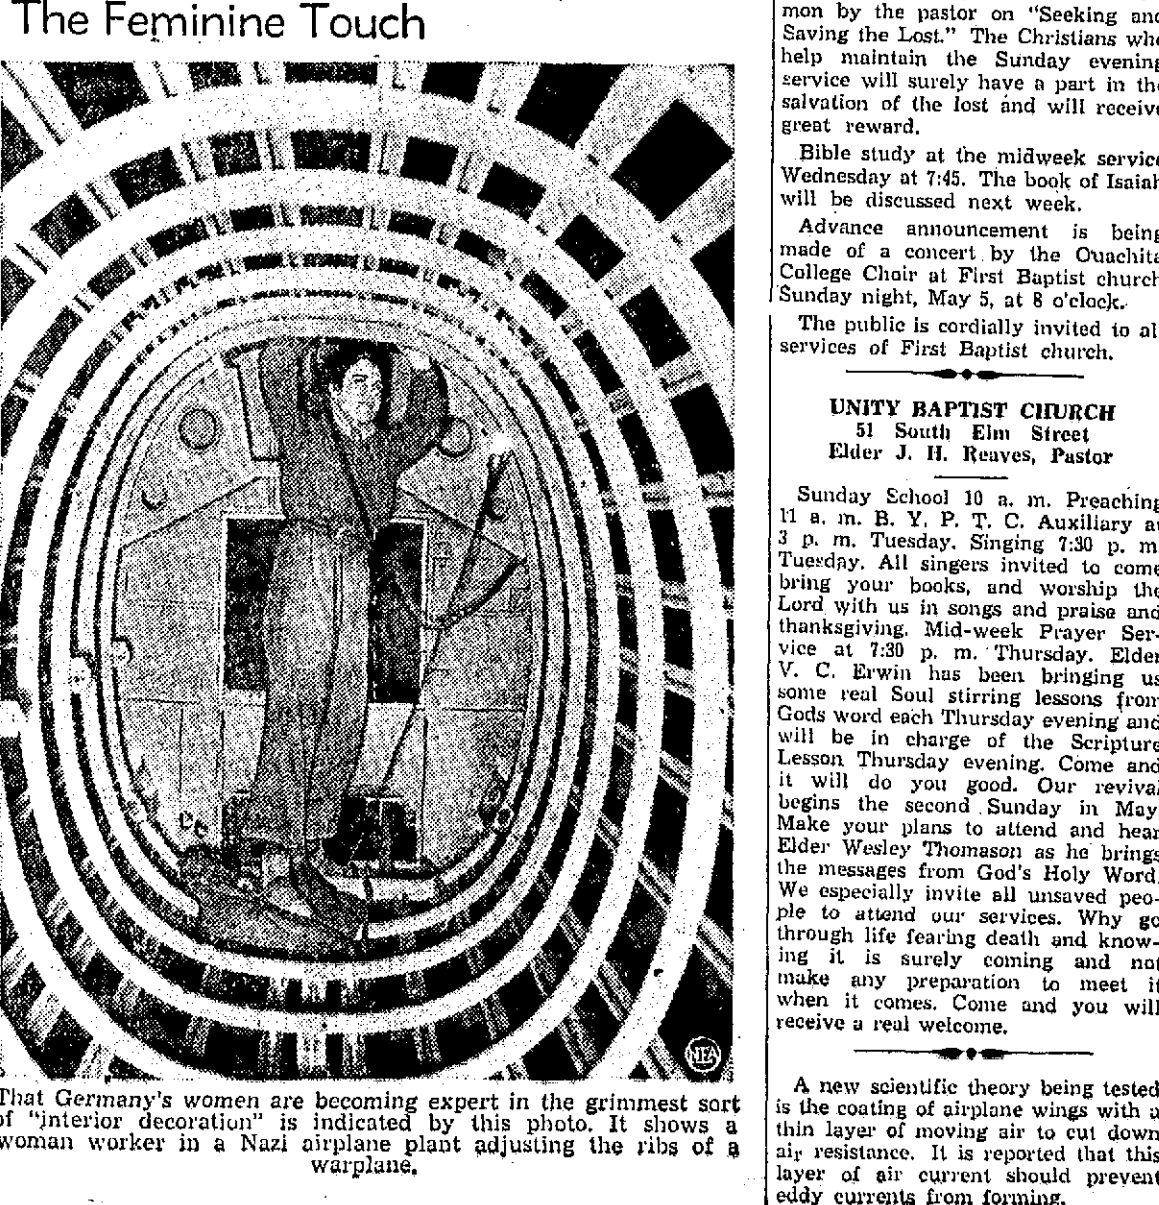 The Feminine Touch
NEA
That Germany's women are becoming expert in the grimmest sort
of "interior decoration" is indicated by this photo. It shows a
woman worker in a Nazi airplane plant adjusting the ribs of a
warplane.
mon by the pastor on "Seeking and
Saving the Lost." The Christians who
help maintain the Sunday evening
service will surely have a part in the
salvation of the lost and will receive
great reward.
Bible study at the midweek service
Wednesday at 7:45. The book of Isaiah
will be discussed next week.
Advance announcement is being
made of a concert by the Ouachita
College Choir at First Baptist church
Sunday night, May 5, at 8 o'clock.
The public is cordially invited to al
services of First Baptist church.
UNITY BAPTIST CHURCH
51 South Elm Street
Elder J. H. Reaves, Pastor
Sunday School 10 a. m. Preaching
11 a. m. B. Y. P. T. C. Auxiliary at
3 p. m. Tuesday. Singing 7:30 p. m
Tuesday. All singers invited to come
bring your books, and worship the
Lord with us in songs and praise and
thanksgiving. Mid-week Prayer Ser-
vice at 7:30 p. m. Thursday. Elder
V. C. Erwin has been bringing us
some real Soul stirring lessons from
Gods word each Thursday evening and
will be in charge of the Scripture
Lesson Thursday evening. Come and
it will do you good. Our revival
begins the second Sunday in May
Make your plans to attend and hear
Elder Wesley Thomason as he brings
the messages from God's Holy Word.
We especially invite all unsaved peo-
ple to attend our services. Why go
through life fearing death and know-
ing it is surely coming and not
make any preparation to meet it
when it comes. Come and you will
receive a real welcome.
A new scientific theory being tested
is the coating of airplane wings with a
thin layer of moving air to cut down
air resistance. It is reported that this
layer of air current should prevent
eddy currents from forming.